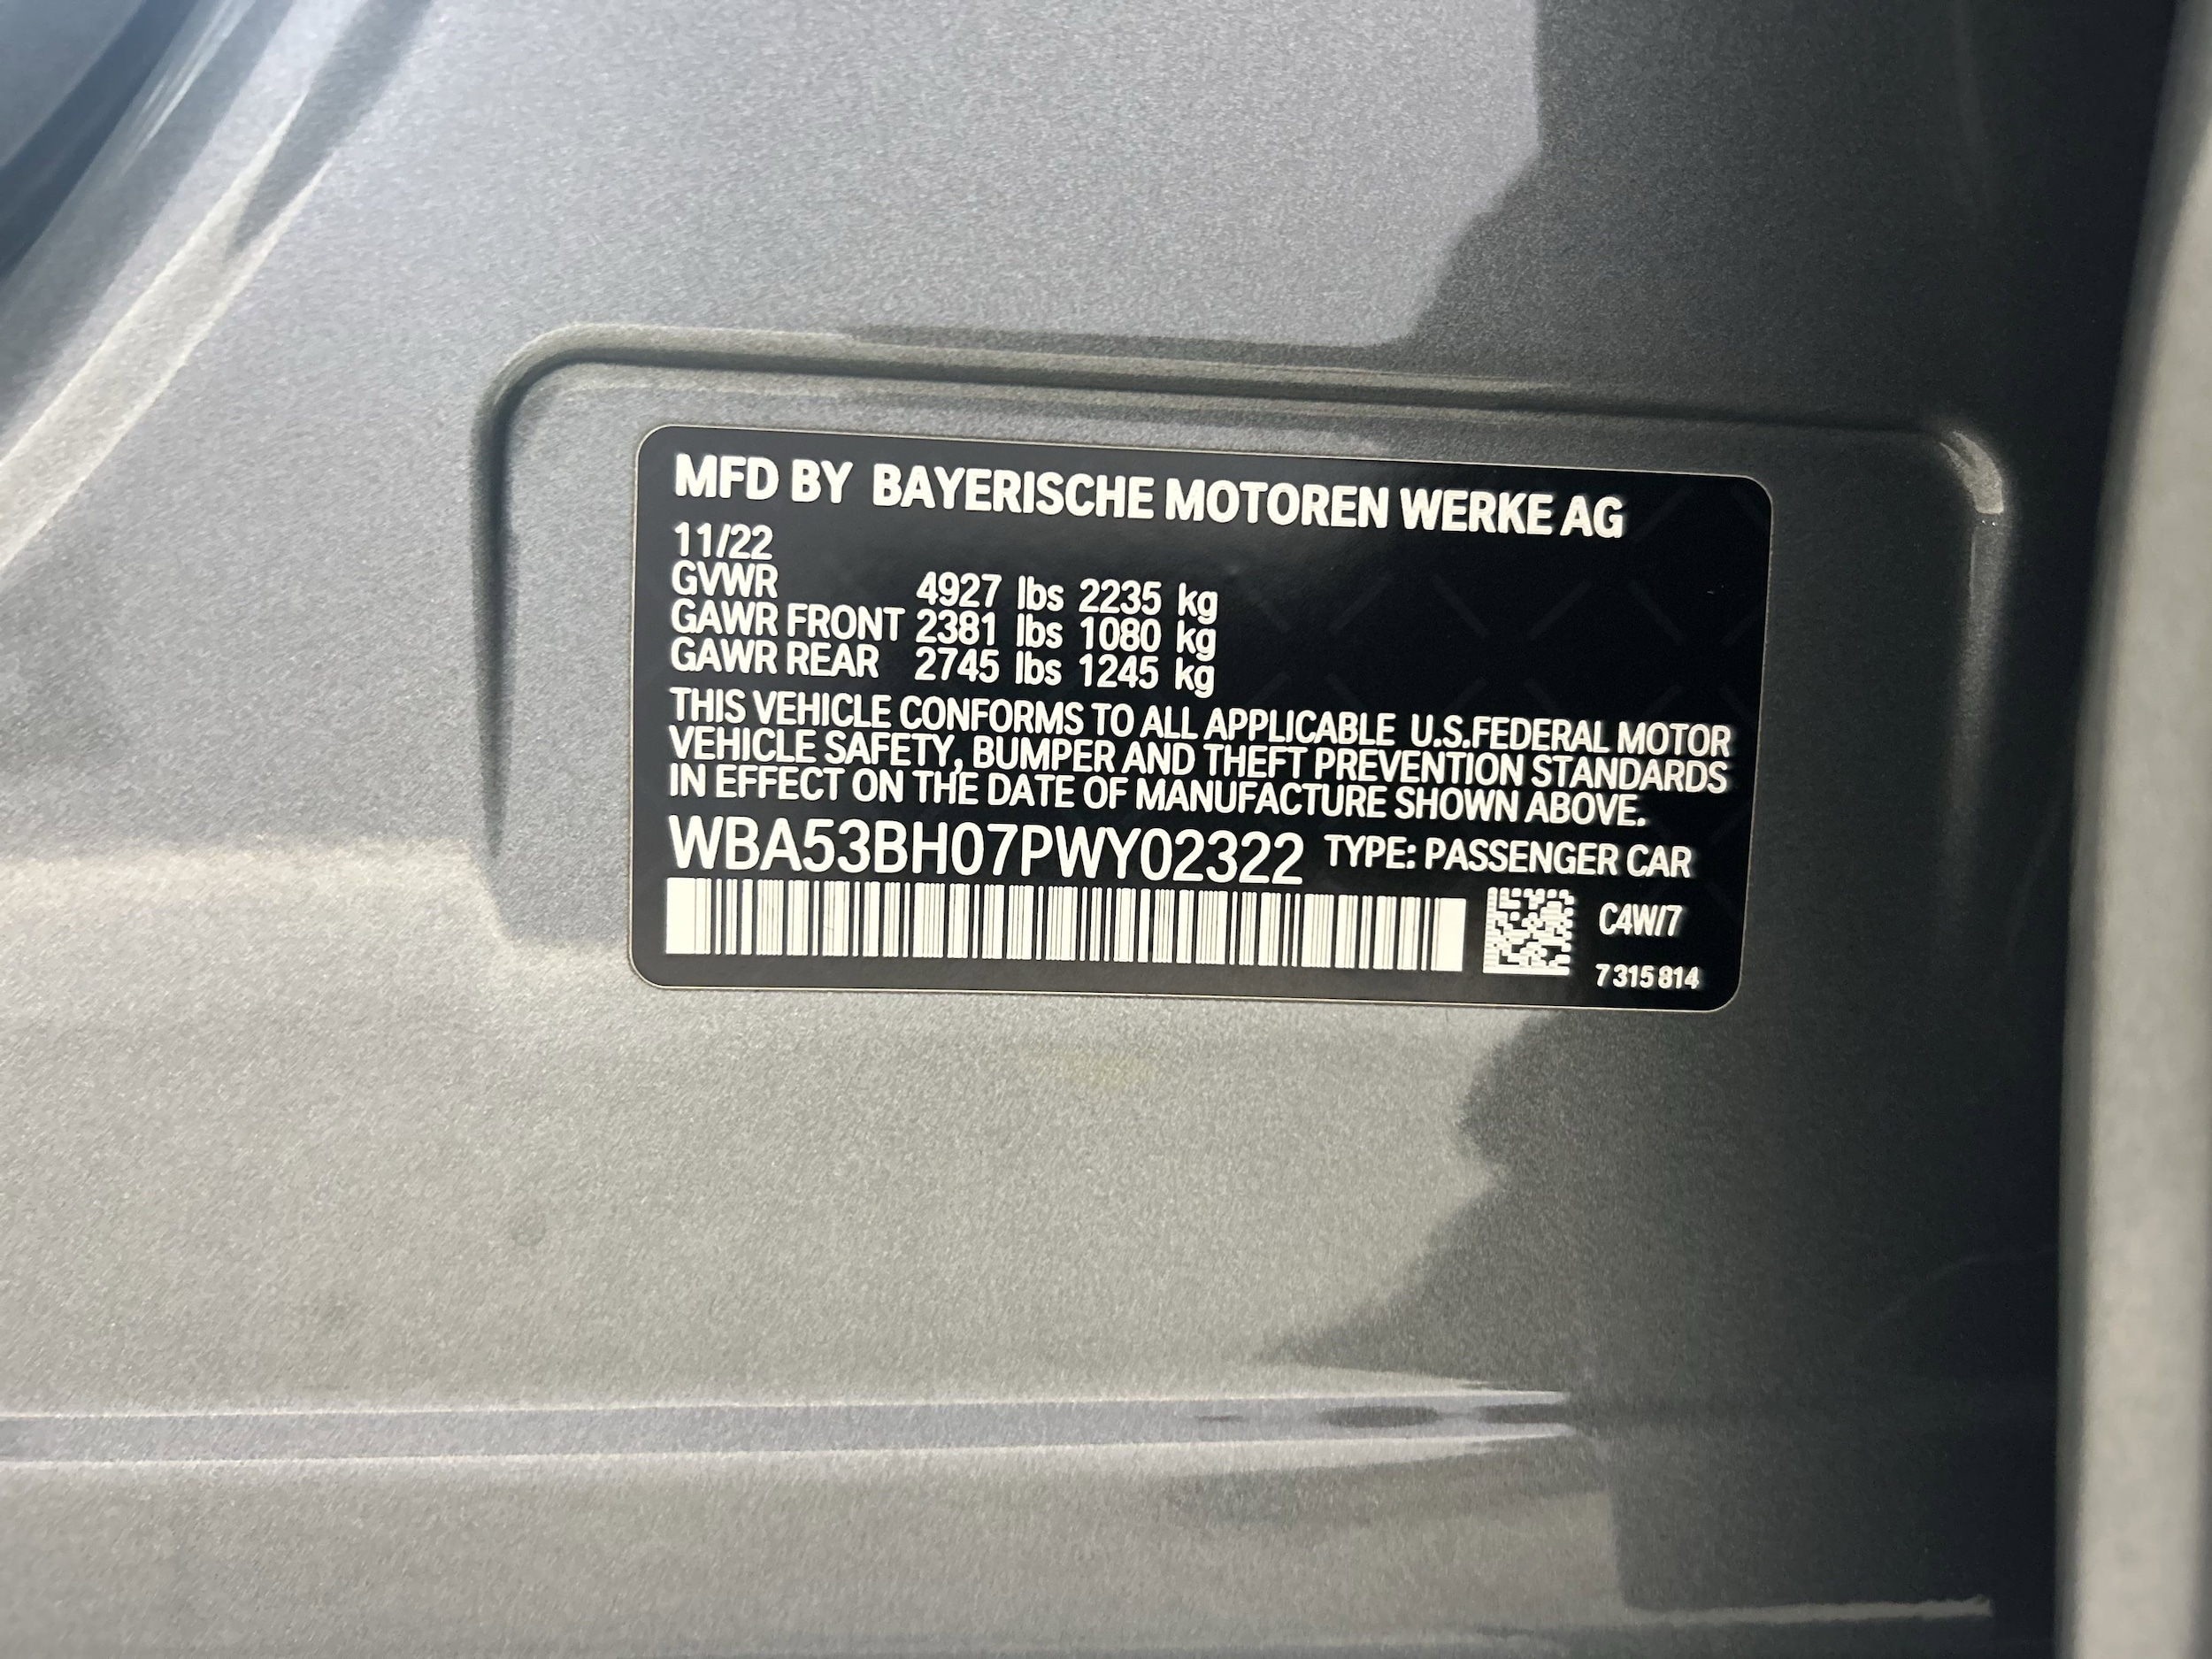 MFD BY BAYERISCHE MOTOREN WERKE AG
11/22
GVWR 4927 lbs 2235 kg
GAWR FRONT 2381 lbs 1080 kg
GAWR REAR 2745 lbs 1245 kg
THIS VEHICLE CONFORMS TO ALL APPLICABLE U.S.FEDERAL MOTOR
VEHICLE SAFETY, BUMPER AND THEFT PREVENTION STANDARDS
IN EFFECT ON THE DATE OF MANUFACTURE SHOWN ABOVE.
WBA53BH07PWY02322 TYPE: PASSENGER CAR
C4W/7
7 315 814